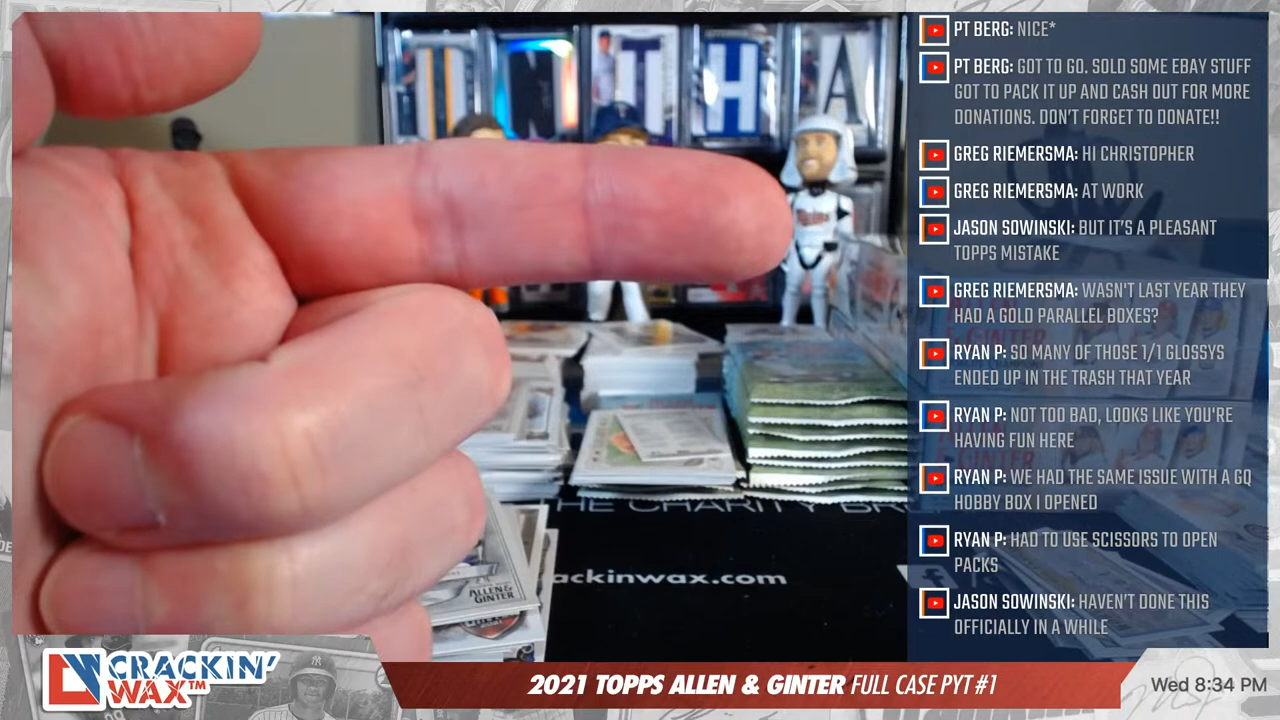 T H A
PT BERG: NICE*
PT BERG: GOT TO GO. SOLD SOME EBAY STUFF
GOT TO PACK IT UP AND CASH OUT FOR MORE
DONATIONS. DON'T FORGET TO DONATE!!
GREG RIEMERSMA: HI CHRISTOPHER
GREG RIEMERSMA: AT WORK
JASON SOWINSKI: BUT IT'S A PLEASANT
TOPPS MISTAKE
GREG RIEMERSMA: WASN'T LAST YEAR THEY
HAD A GOLD PARALLEL BOXES?
RYAN P: SO MANY OF THOSE 1/1 GLOSSYS
ENDED UP IN THE TRASH THAT YEAR
RYAN P: NOT TOO BAD, LOOKS LIKE YOU'RE
HAVING FUN HERE
RYAN P: WE HAD THE SAME ISSUE WITH A GQ
HOBBY BOX I OPENED
RYAN P: HAD TO USE SCISSORS TO OPEN
PACKS
JASON SOWINSKI: HAVEN'T DONE THIS
OFFICIALLY IN A WHILE
Twins
HE CHARITY BR
ackinwax.com
ALLEN &
GINTER
CRACKIN'
WAX™
2021 TOPPS ALLEN & GINTER FULL CASE PYT #1
Wed 8:34 PM